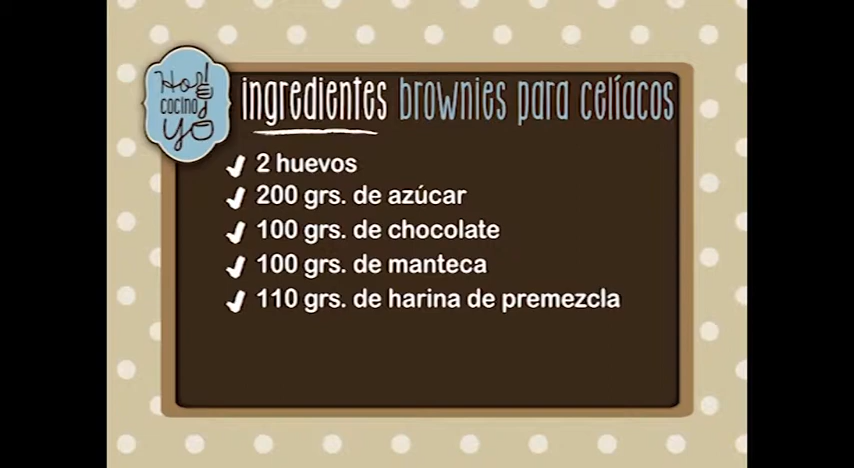 Hoy
cocino
yo
ingredientes brownies para celíacos
2 huevos
200 grs. de azúcar
100 grs. de chocolate
100 grs. de manteca
110 grs. de harina de premezcla